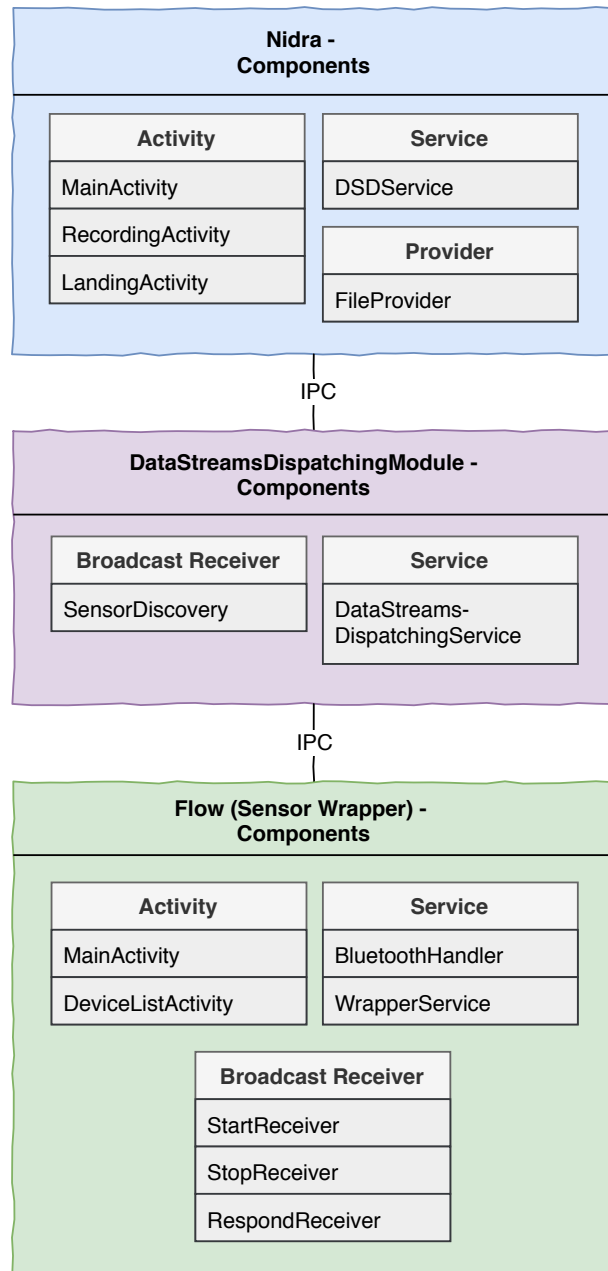 Nidra -
Components
Activity
MainActivity
RecordingActivity
LandingActivity
Service
DSDService
Provider
FileProvider
IPC
DataStreamsDispatchingModule -
Components
Broadcast Receiver
SensorDiscovery
Service
DataStreams-
DispatchingService
IPC
Flow (Sensor Wrapper) -
Components
Activity
MainActivity
DeviceListActivity
Service
BluetoothHandler
WrapperService
Broadcast Receiver
StartReceiver
StopReceiver
RespondReceiver